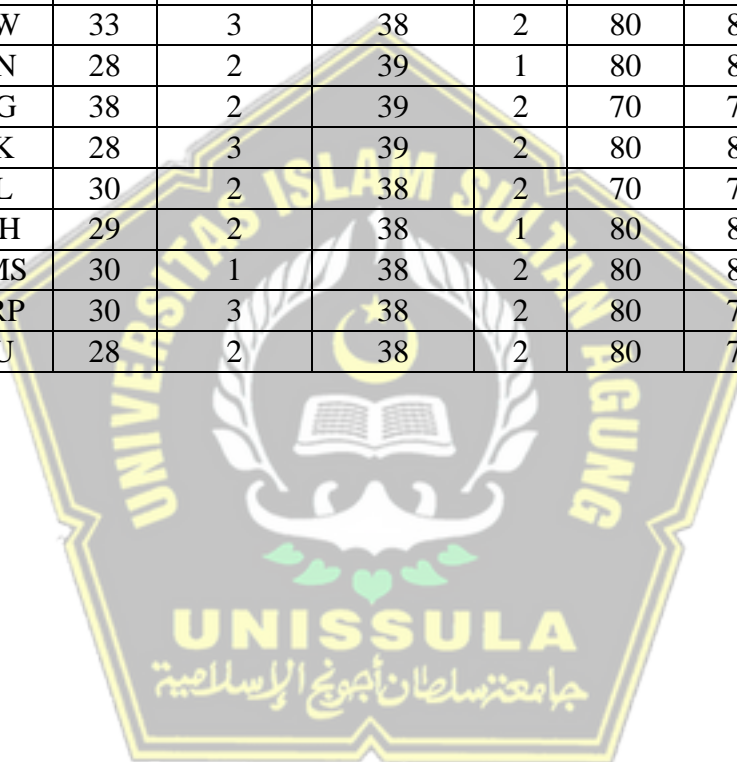 W 33 3 38 2 80 8
N 28 2 39 1 80 8
G 38 2 39 2 70 7
K 28 3 39 2 80 8
L 30 2 38 2 70 7
H 29 2 38 1 80 8
MS 30 1 38 2 80 8
RP 30 3 38 2 80 7
U 28 2 38 2 80 7
UNIVERSITAS ISLAM SULTAN AGUNG
UNISSULA
جامعة سلطان أجونج الإسلامية